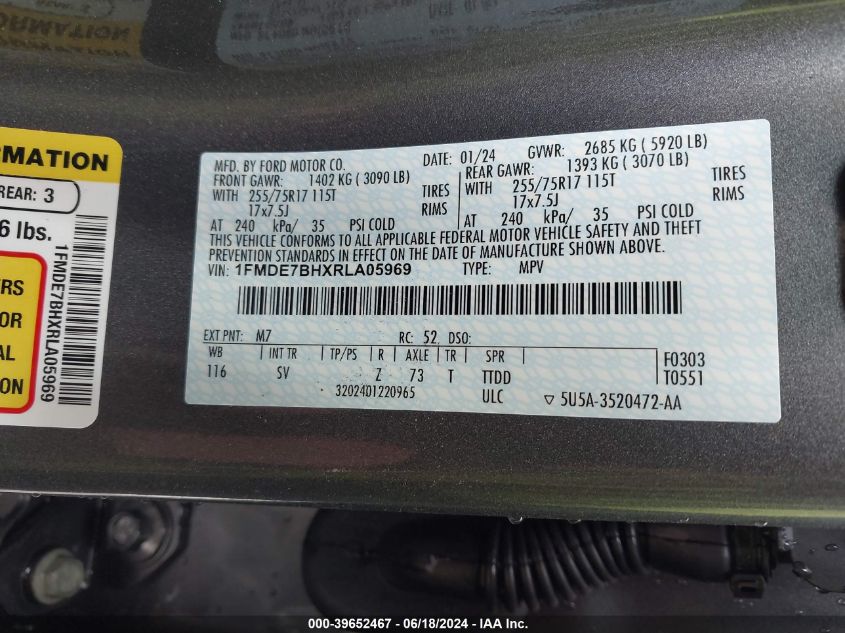 RMATION
REAR: 3
6 lbs.
RS
OR
AL
ON
1FMDE7BHXRLA05969
MFD. BY FORD MOTOR CO.
DATE: 01/24 GVWR: 2685 KG ( 5920 LB)
FRONT GAWR: 1402 KG ( 3090 LB)
REAR GAWR: 1393 KG ( 3070 LB)
WITH 255/75R17 115T TIRES
WITH 255/75R17 115T TIRES
17x7.5J RIMS
17x7.5J RIMS
AT 240 kPa/ 35 PSI COLD
AT 240 kPa/ 35 PSI COLD
THIS VEHICLE CONFORMS TO ALL APPLICABLE FEDERAL MOTOR VEHICLE SAFETY AND THEFT
PREVENTION STANDARDS IN EFFECT ON THE DATE OF MANUFACTURE SHOWN ABOVE.
VIN: 1FMDE7BHXRLA05969 TYPE: MPV
EXT PNT: M7 RC: 52 DSO:
WB INT TR TP/PS R AXLE TR SPR
116 SV Z 73 T TTDD
F0303
T0551
3202401220965 ULC ▽ 5U5A-3520472-AA
000-39652467 - 06/18/2024 - IAA Inc.